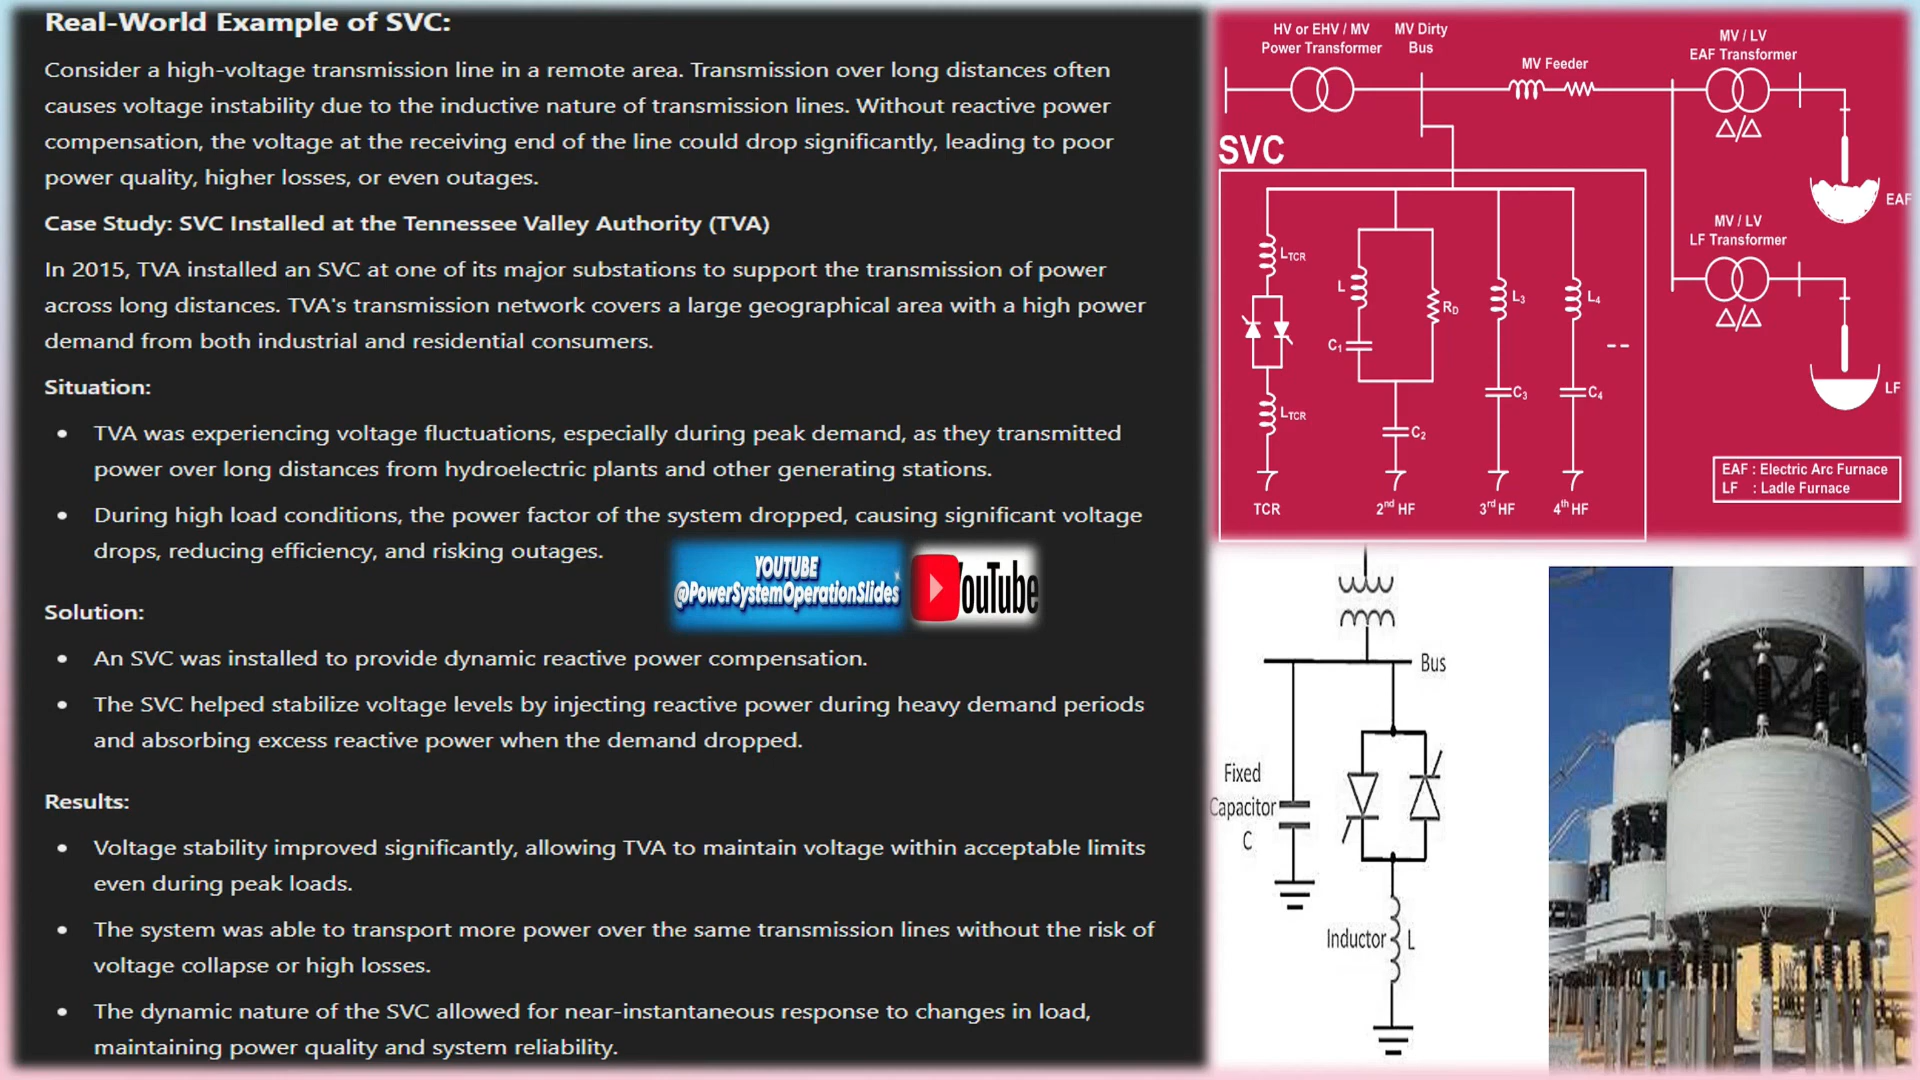 Real-World Example of SVC:
Consider a high-voltage transmission line in a remote area. Transmission over long distances often
causes voltage instability due to the inductive nature of transmission lines. Without reactive power
compensation, the voltage at the receiving end of the line could drop significantly, leading to poor
power quality, higher losses, or even outages.
Case Study: SVC Installed at the Tennessee Valley Authority (TVA)
In 2015, TVA installed an SVC at one of its major substations to support the transmission of power
across long distances. TVA's transmission network covers a large geographical area with a high power
demand from both industrial and residential consumers.
Situation:
• TVA was experiencing voltage fluctuations, especially during peak demand, as they transmitted
power over long distances from hydroelectric plants and other generating stations.
• During high load conditions, the power factor of the system dropped, causing significant voltage
drops, reducing efficiency, and risking outages.
YOUTUBE
@PowerSystemOperationSlides
YouTube
Solution:
• An SVC was installed to provide dynamic reactive power compensation.
• The SVC helped stabilize voltage levels by injecting reactive power during heavy demand periods
and absorbing excess reactive power when the demand dropped.
Results:
• Voltage stability improved significantly, allowing TVA to maintain voltage within acceptable limits
even during peak loads.
• The system was able to transport more power over the same transmission lines without the risk of
voltage collapse or high losses.
• The dynamic nature of the SVC allowed for near-instantaneous response to changes in load,
maintaining power quality and system reliability.
HV or EHV / MV
Power Transformer
MV Dirty
Bus
MV Feeder
MV / LV
EAF Transformer
Δ/Δ
SVC
EAF
MV / LV
LF Transformer
Δ/Δ
LF
LTCR
L
RD
L3
L4
C1
--
LTCR
C2
C3
C4
TCR
2nd HF
3rd HF
4th HF
EAF : Electric Arc Furnace
LF : Ladle Furnace
Bus
Fixed
Capacitor
C
Inductor
L